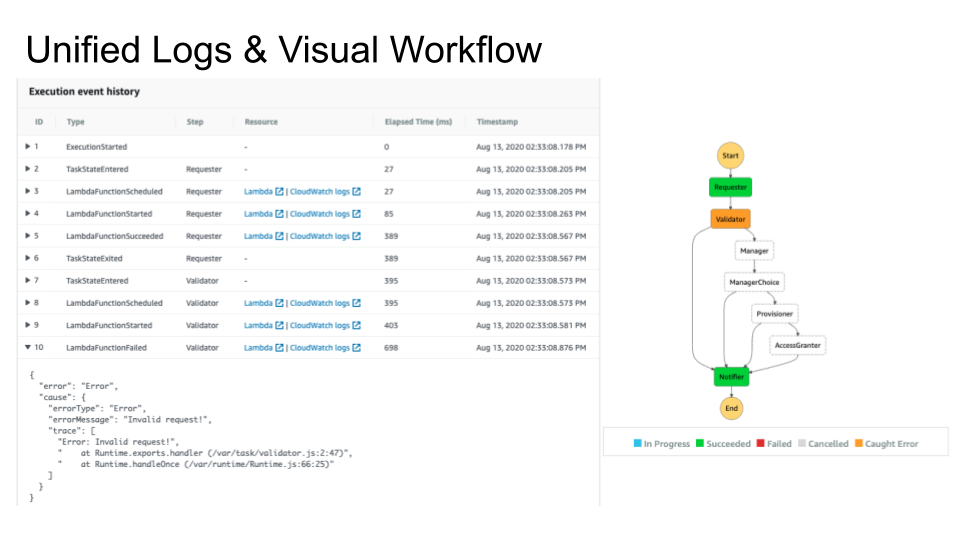 Unified Logs & Visual Workflow
Execution event history
ID Type Step Resource Elapsed Time (ms) Timestamp
1 ExecutionStarted - 0 Aug 13, 2020 02:33:08.178 PM
2 TaskStateEntered Requester - 27 Aug 13, 2020 02:33:08.205 PM
3 LambdaFunctionScheduled Requester Lambda | CloudWatch logs 27 Aug 13, 2020 02:33:08.205 PM
4 LambdaFunctionStarted Requester Lambda | CloudWatch logs 85 Aug 13, 2020 02:33:08.263 PM
5 LambdaFunctionSucceeded Requester Lambda | CloudWatch logs 389 Aug 13, 2020 02:33:08.567 PM
6 TaskStateExited Requester - 389 Aug 13, 2020 02:33:08.567 PM
7 TaskStateEntered Validator - 395 Aug 13, 2020 02:33:08.573 PM
8 LambdaFunctionScheduled Validator Lambda | CloudWatch logs 395 Aug 13, 2020 02:33:08.573 PM
9 LambdaFunctionStarted Validator Lambda | CloudWatch logs 403 Aug 13, 2020 02:33:08.581 PM
10 LambdaFunctionFailed Validator Lambda | CloudWatch logs 698 Aug 13, 2020 02:33:08.876 PM
{
"error": "Error",
"cause": {
"errorType": "Error",
"errorMessage": "Invalid request!",
"trace": [
"Error: Invalid request!",
"    at Runtime.exports.handler (/var/task/validator.js:2:47)",
"    at Runtime.handleOnce (/var/runtime/Runtime.js:66:25)"
]
}
}
Start
Requester
Validator
Manager
ManagerChoice
Provisioner
AccessGranter
Notifier
End
In Progress Succeeded Failed Cancelled Caught Error